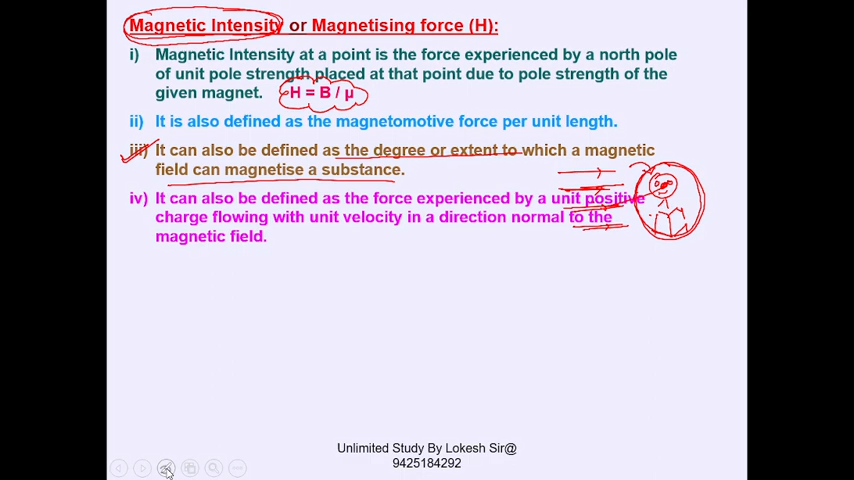 Magnetic Intensity or Magnetising force (H):
i) Magnetic Intensity at a point is the force experienced by a north pole
of unit pole strength placed at that point due to pole strength of the
given magnet. H = B / μ
ii) It is also defined as the magnetomotive force per unit length.
iii) It can also be defined as the degree or extent to which a magnetic
field can magnetise a substance.
iv) It can also be defined as the force experienced by a unit positive
charge flowing with unit velocity in a direction normal to the
magnetic field.
Unlimited Study By Lokesh Sir@
9425184292